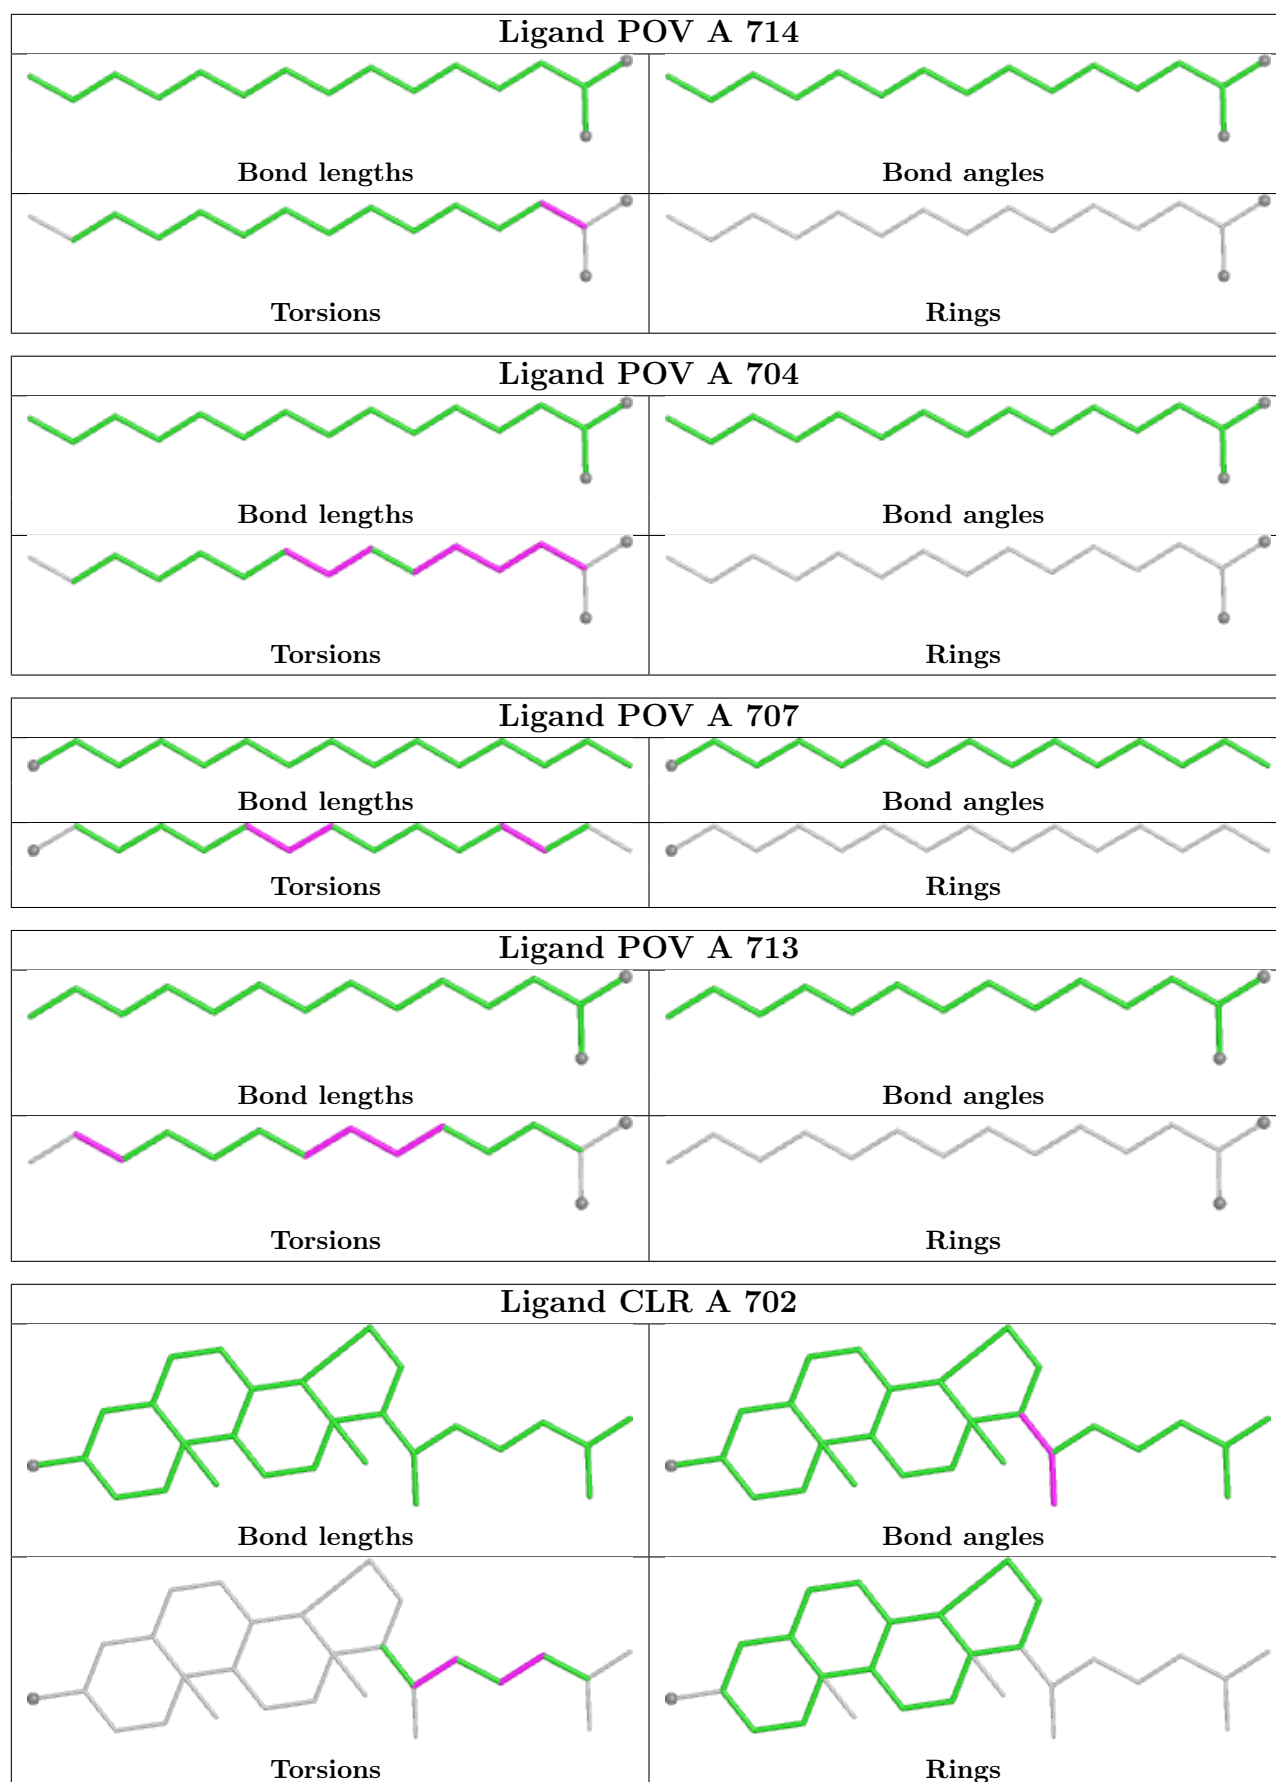 Ligand POV A 714
Bond lengths
Bond angles
Torsions
Rings
Ligand POV A 704
Bond lengths
Bond angles
Torsions
Rings
Ligand POV A 707
Bond lengths
Bond angles
Torsions
Rings
Ligand POV A 713
Bond lengths
Bond angles
Torsions
Rings
Ligand CLR A 702
Bond lengths
Bond angles
Torsions
Rings